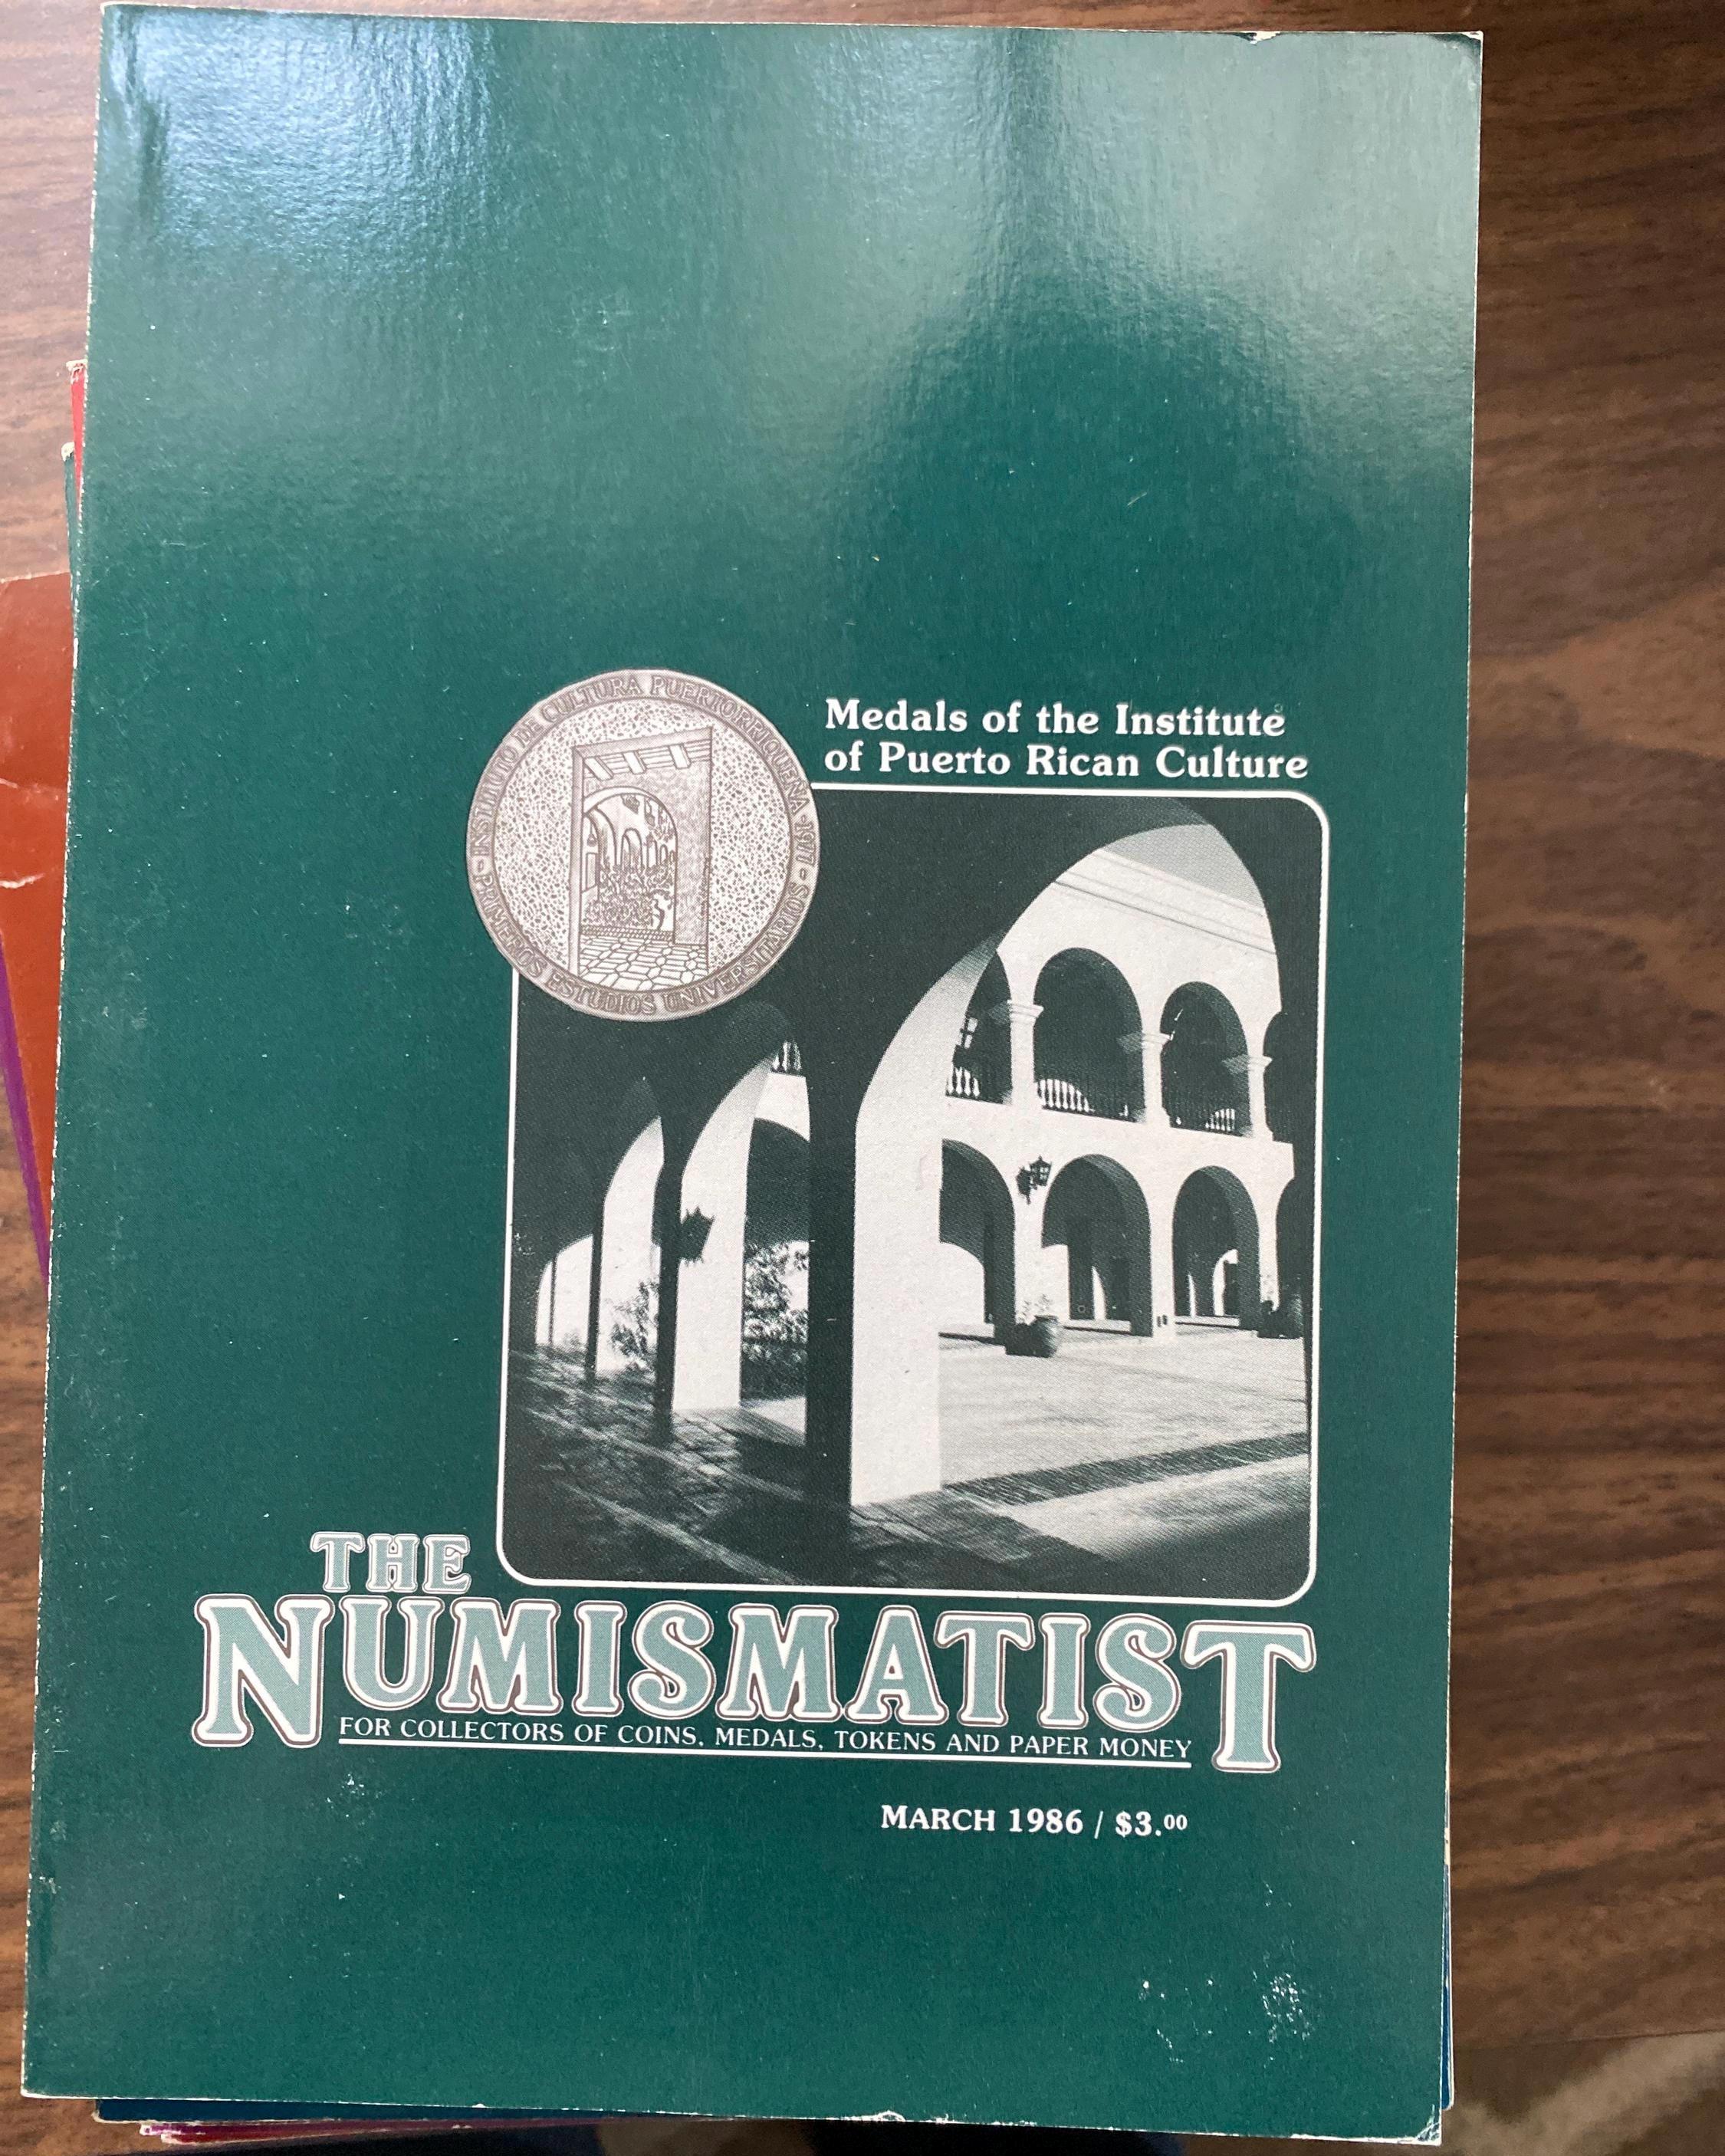 INSTITUTO DE CULTURA PUERTORRIQUEÑA · 1977 ·
PRIMEROS ESTUDIOS UNIVERSITARIOS
Medals of the Institute
of Puerto Rican Culture
THE
NUMISMATIST
FOR COLLECTORS OF COINS, MEDALS, TOKENS AND PAPER MONEY
MARCH 1986 / $3.00